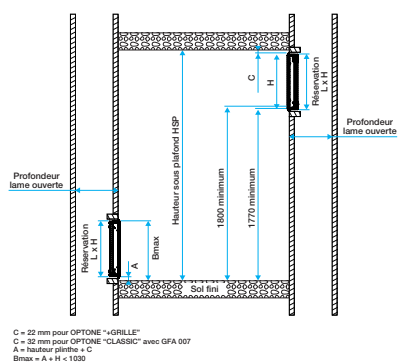 C
H
Réservation
L x H
Profondeur
lame ouverte
Hauteur sous plafond HSP
1800 minimum
1770 minimum
Profondeur
lame ouverte
Réservation
L x H
A
Bmax
Sol fini
C = 22 mm pour OPTONE "+GRILLE"
C = 32 mm pour OPTONE "CLASSIC" avec GFA 007
A = hauteur plinthe + C
Bmax = A + H < 1030